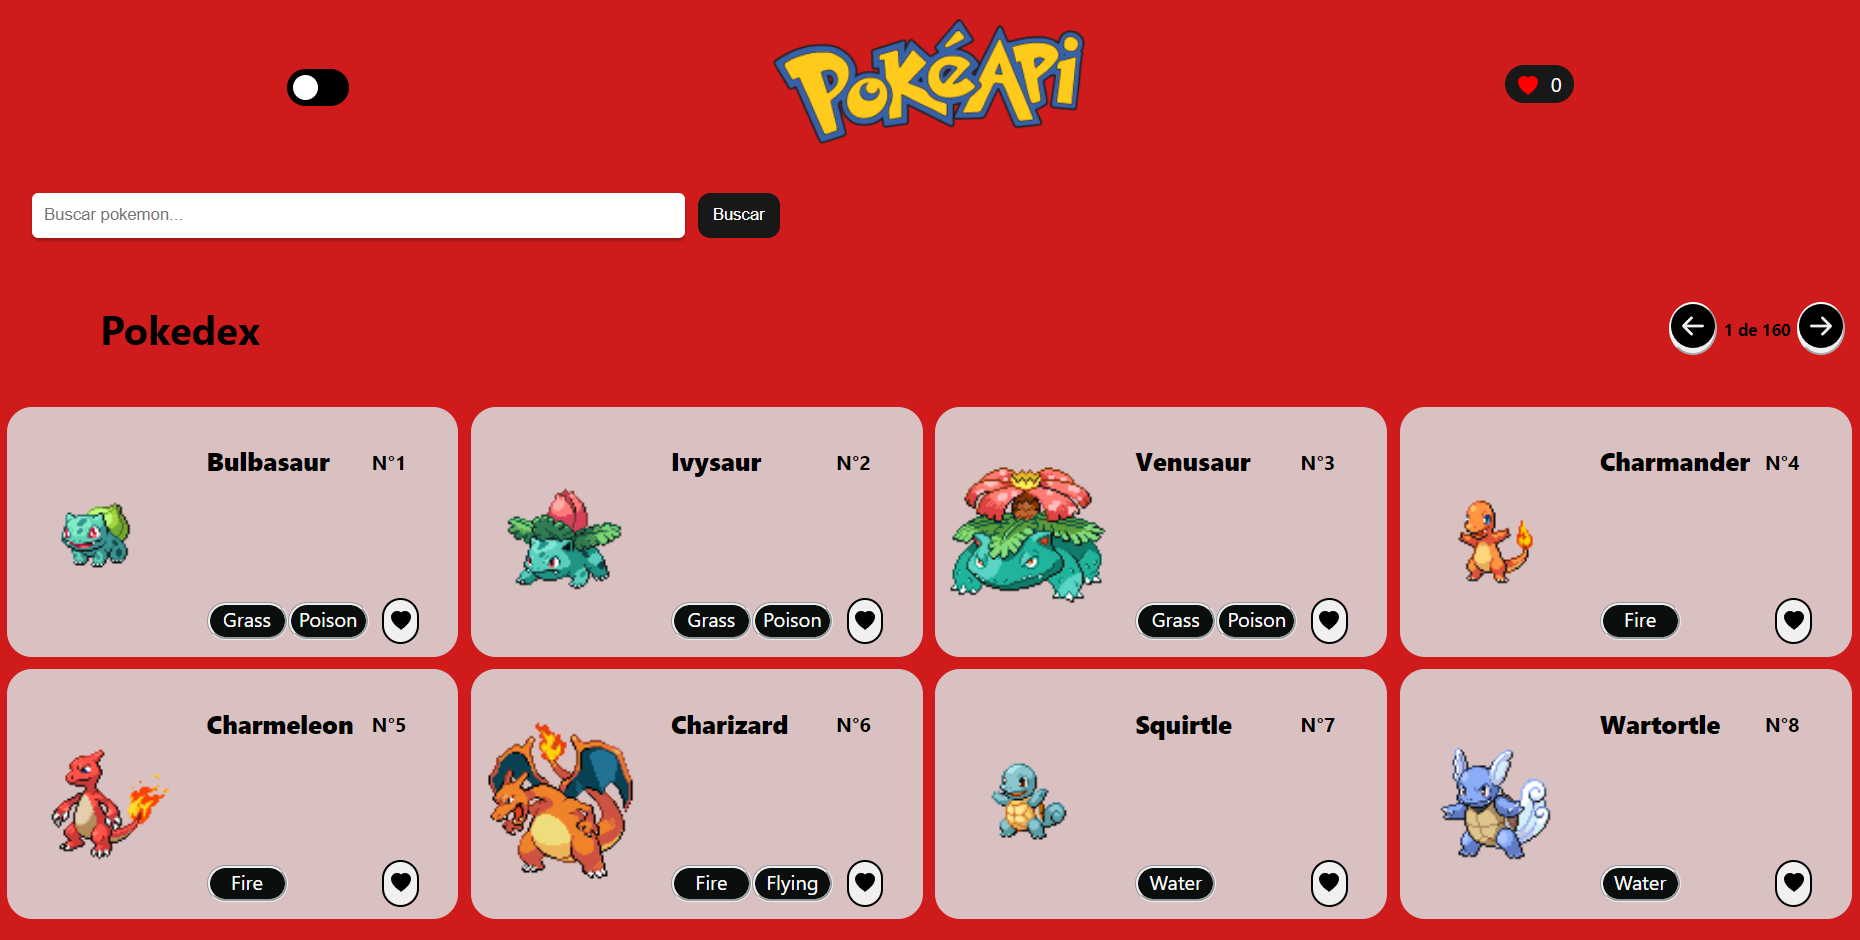 PokéApi
0
Buscar pokemon...
Buscar
Pokedex
1 de 160
Bulbasaur N°1
Grass Poison
Ivysaur N°2
Grass Poison
Venusaur N°3
Grass Poison
Charmander N°4
Fire
Charmeleon N°5
Fire
Charizard N°6
Fire Flying
Squirtle N°7
Water
Wartortle N°8
Water